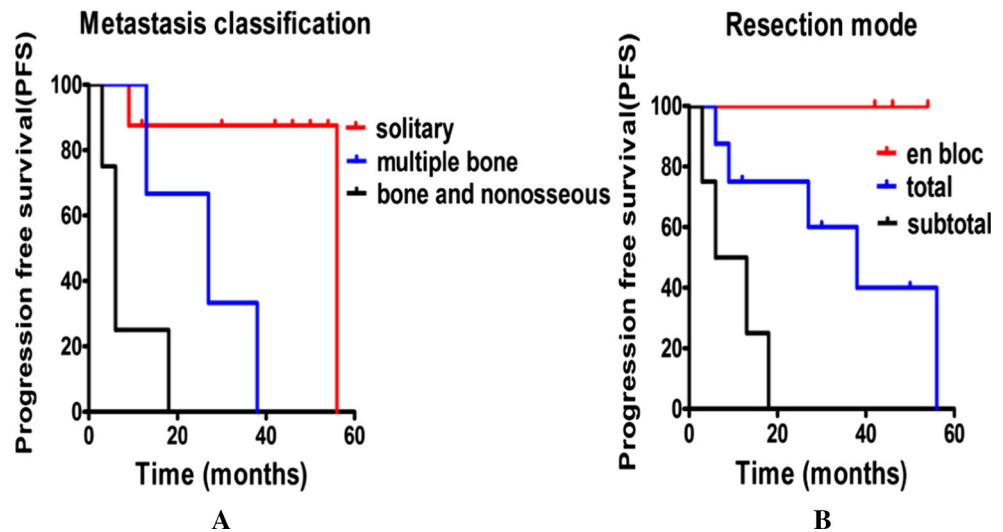 Metastasis classification
Progression free survival(PFS)
100
80
60
40
20
0
0 20 40 60
Time (months)
solitary
multiple bone
bone and nonosseous
A
Resection mode
Progression free survival(PFS)
100
80
60
40
20
0
0 20 40 60
Time (months)
en bloc
total
subtotal
B